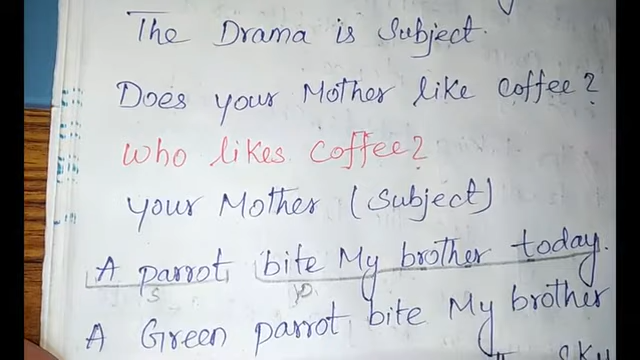 The Drama is Subject.
Does your Mother like coffee?
Who likes coffee?
Your Mother (Subject)
A parrot bite My brother today.
S P
A Green parrot bite My brother